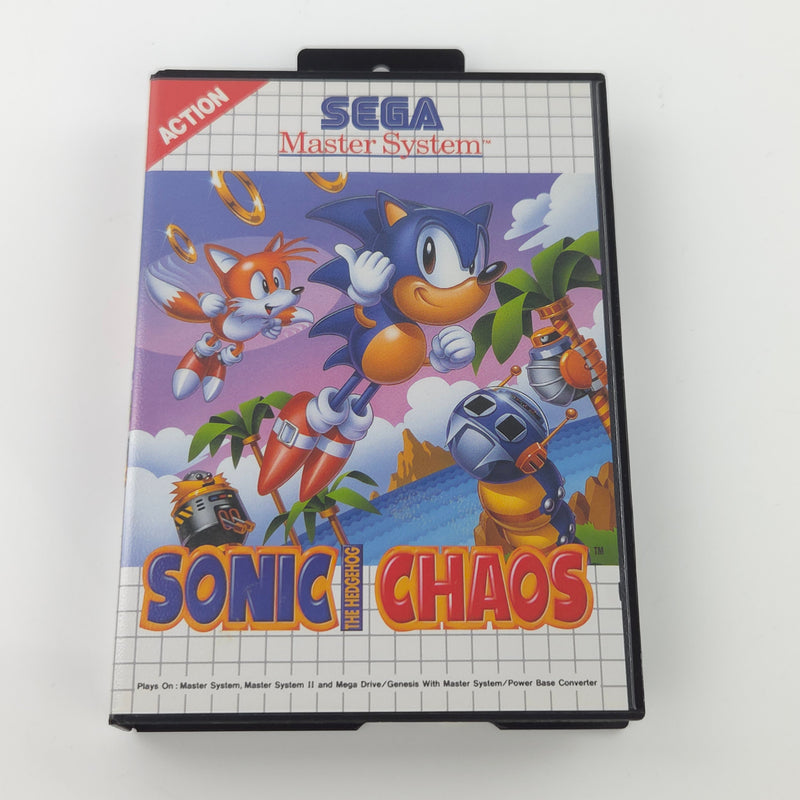 ACTION
SEGA
Master System™
SONIC THE HEDGEHOG CHAOS
TM
Plays On : Master System, Master System II and Mega Drive/Genesis With Master System/Power Base Converter